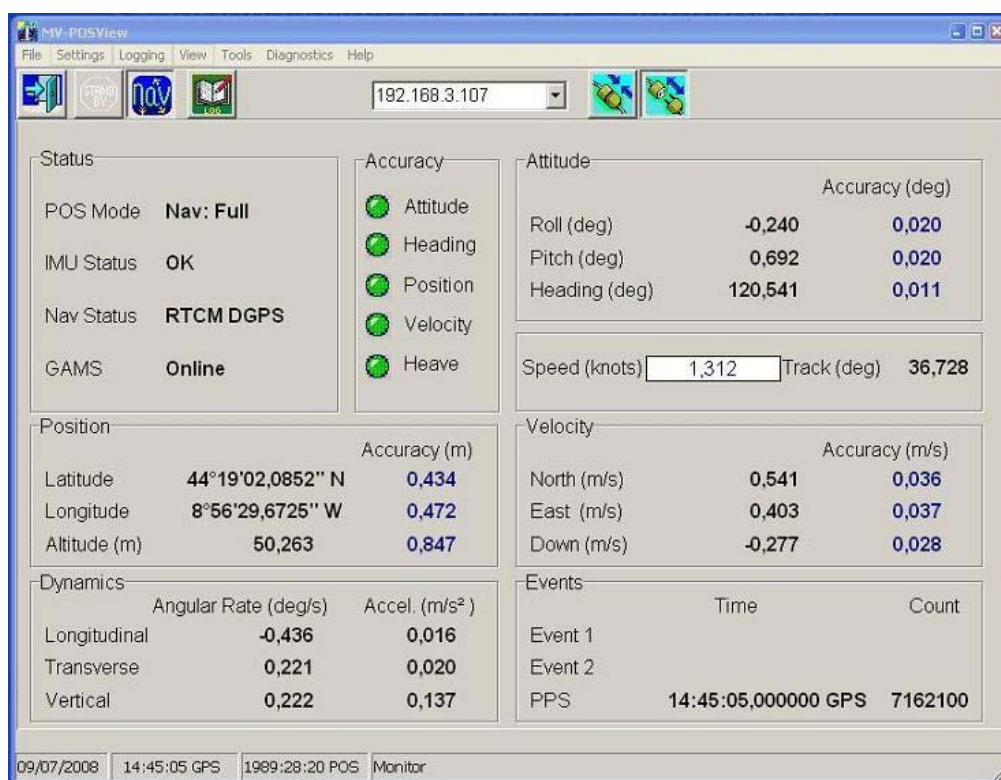 MV-POSView
File Settings Logging View Tools Diagnostics Help
STAND BY nav LOG 192.168.3.107
Status
POS Mode Nav: Full
IMU Status OK
Nav Status RTCM DGPS
GAMS Online
Accuracy
Attitude
Heading
Position
Velocity
Heave
Attitude
Accuracy (deg)
Roll (deg) -0,240 0,020
Pitch (deg) 0,692 0,020
Heading (deg) 120,541 0,011
Speed (knots) 1,312 Track (deg) 36,728
Position
Accuracy (m)
Latitude 44°19'02,0852" N 0,434
Longitude 8°56'29,6725" W 0,472
Altitude (m) 50,263 0,847
Velocity
Accuracy (m/s)
North (m/s) 0,541 0,036
East (m/s) 0,403 0,037
Down (m/s) -0,277 0,028
Dynamics
Angular Rate (deg/s) Accel. (m/s²)
Longitudinal -0,436 0,016
Transverse 0,221 0,020
Vertical 0,222 0,137
Events
Time Count
Event 1
Event 2
PPS 14:45:05,000000 GPS 7162100
09/07/2008 14:45:05 GPS 1989:28:20 POS Monitor